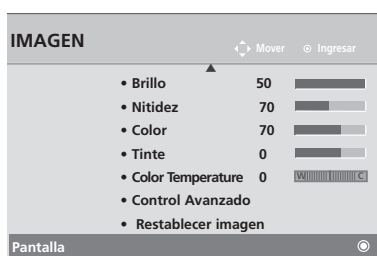 IMAGEN Mover Ingresar
• Brillo 50
• Nitidez 70
• Color 70
• Tinte 0
• Color Temperature 0 W C
• Control Avanzado
• Restablecer imagen
Pantalla